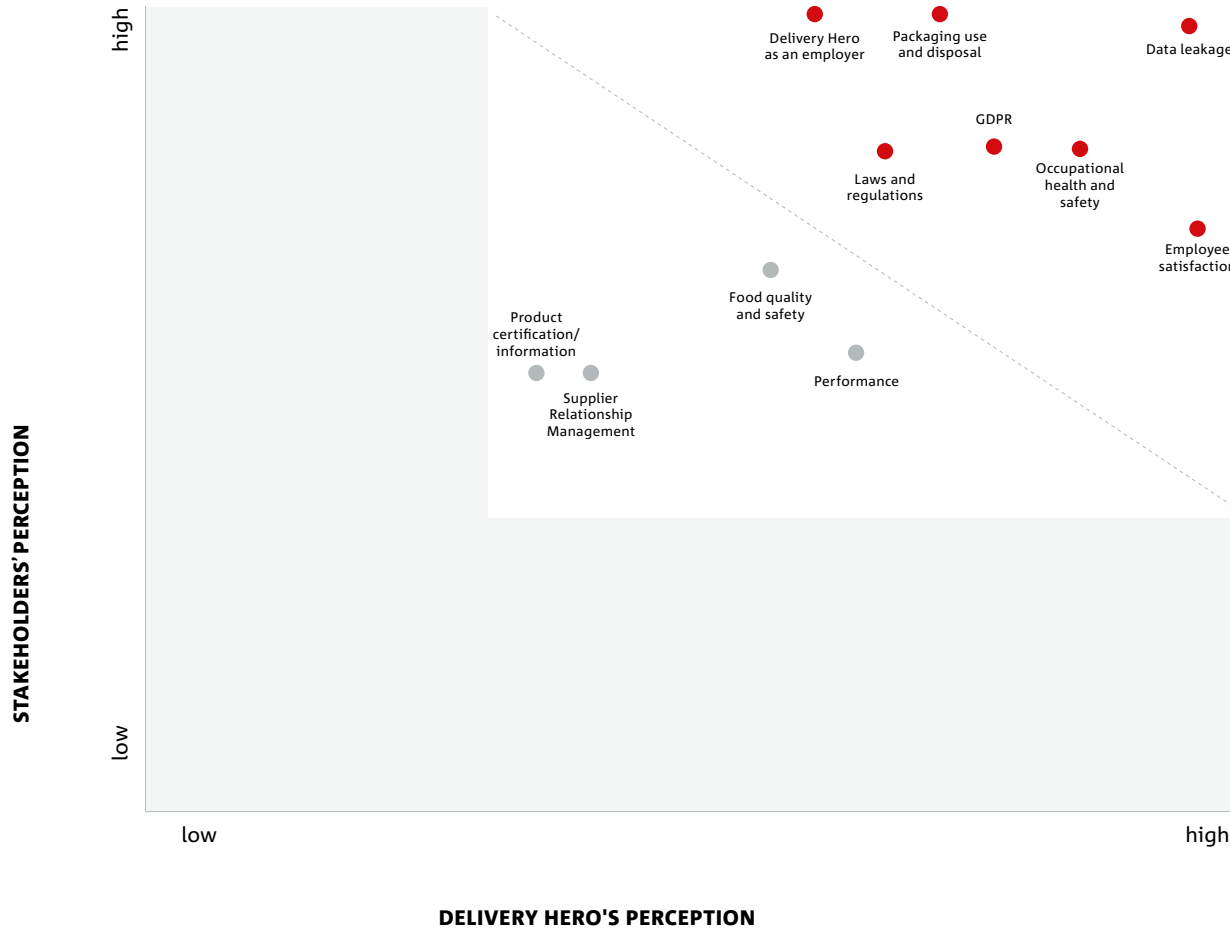 high
Delivery Hero
as an employer
Packaging use
and disposal
Data leakage
GDPR
Laws and
regulations
Occupational
health and
safety
Employee
satisfaction
Food quality
and safety
Product
certification/
information
Performance
Supplier
Relationship
Management
STAKEHOLDERS’ PERCEPTION
low
low
high
DELIVERY HERO'S PERCEPTION